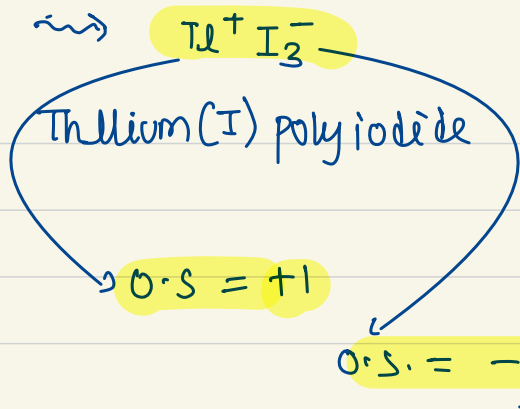 Tl⁺ I₃⁻
Thllium(I) polyiodide
O.S = +1
O.S. = -